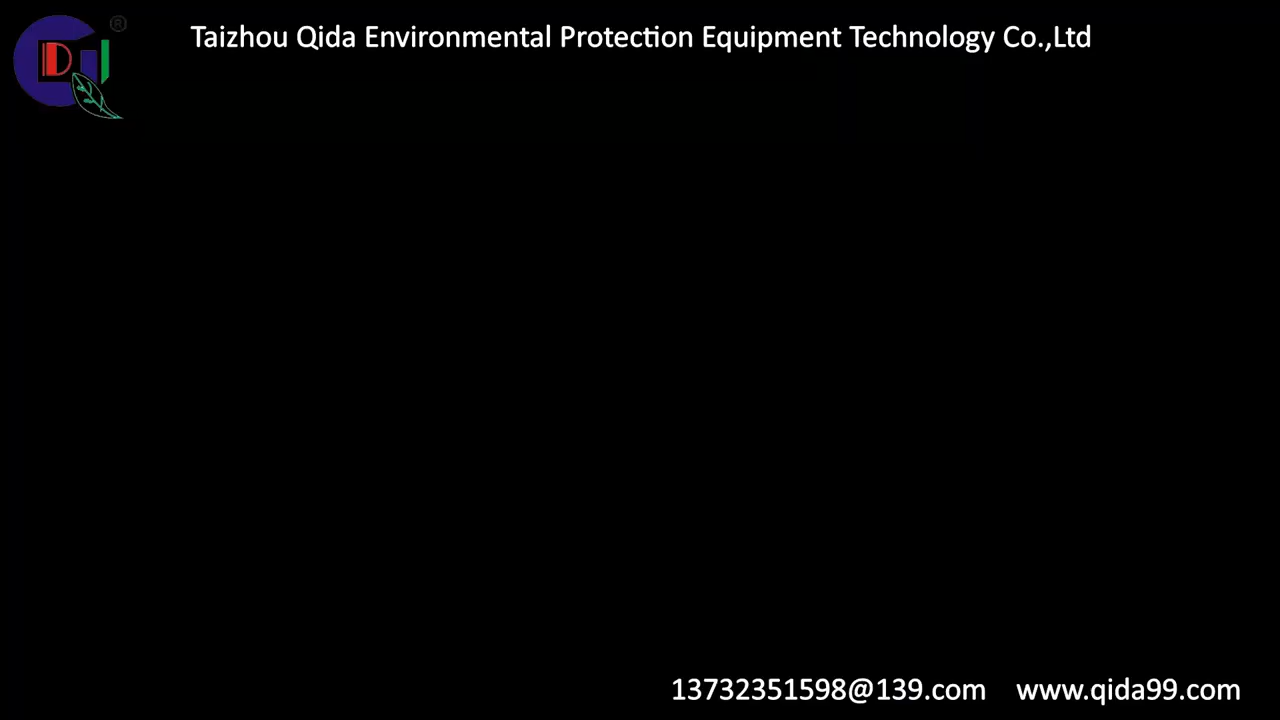 ®
Taizhou Qida Environmental Protection Equipment Technology Co.,Ltd
D
13732351598@139.com www.qida99.com